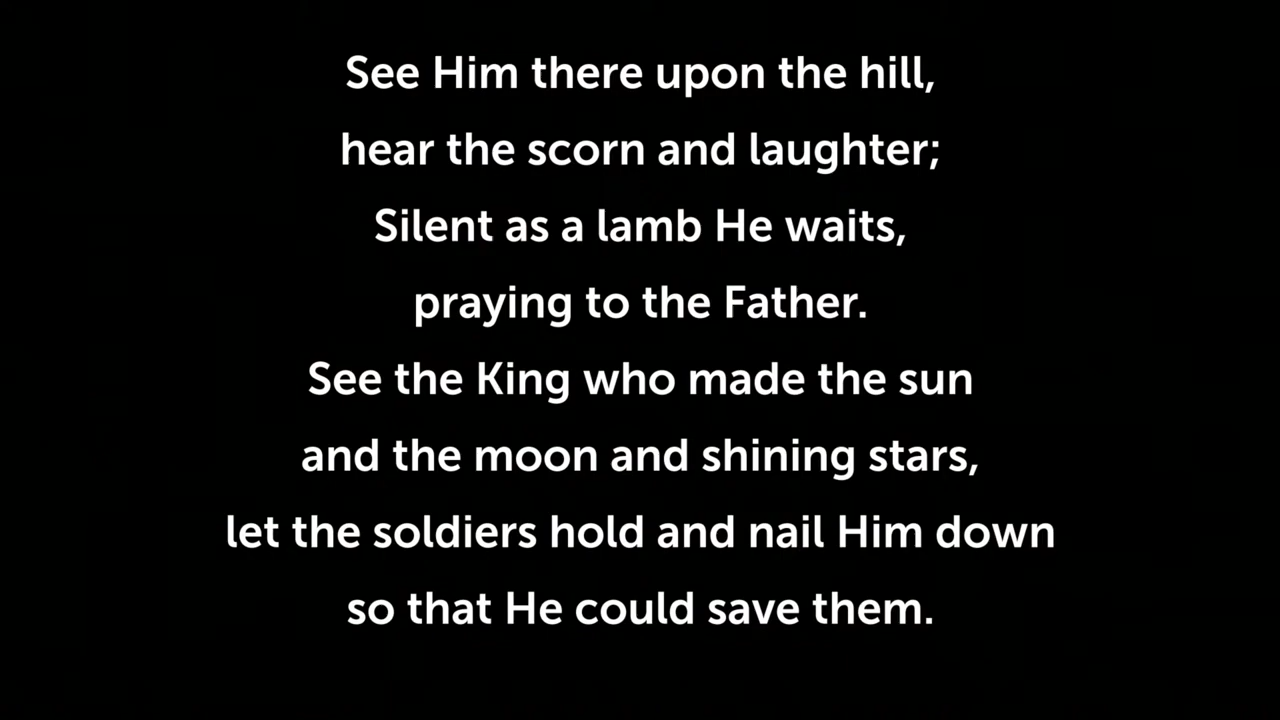 See Him there upon the hill,
hear the scorn and laughter;
Silent as a lamb He waits,
praying to the Father.
See the King who made the sun
and the moon and shining stars,
let the soldiers hold and nail Him down
so that He could save them.